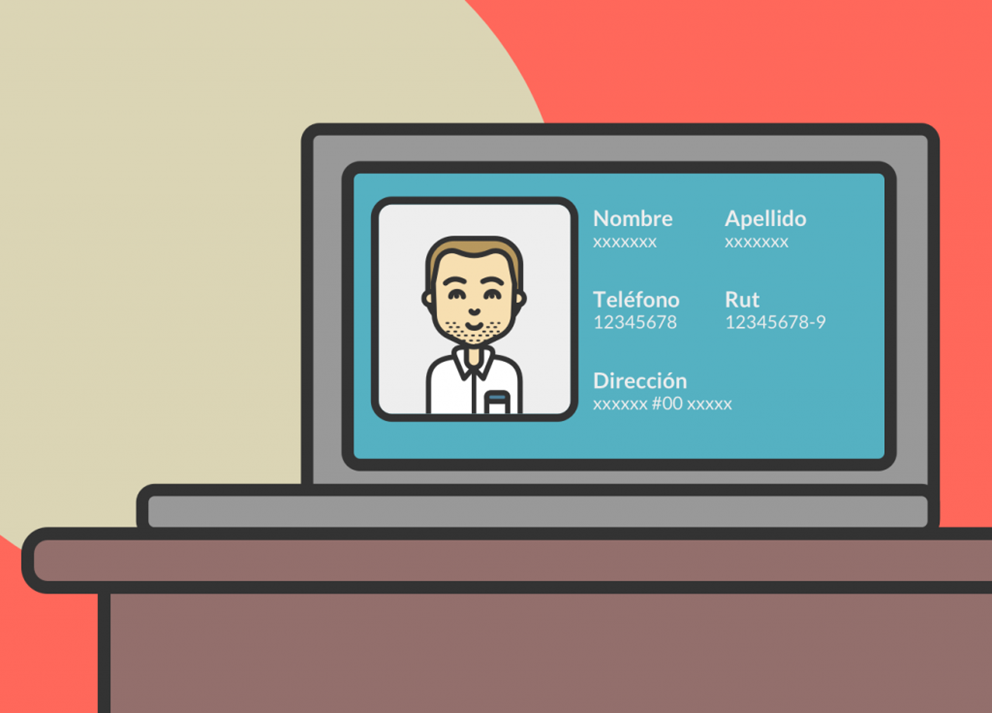 Nombre Apellido
xxxxxxx xxxxxxx
Teléfono Rut
12345678 12345678-9
Dirección
xxxxxx #00 xxxxx